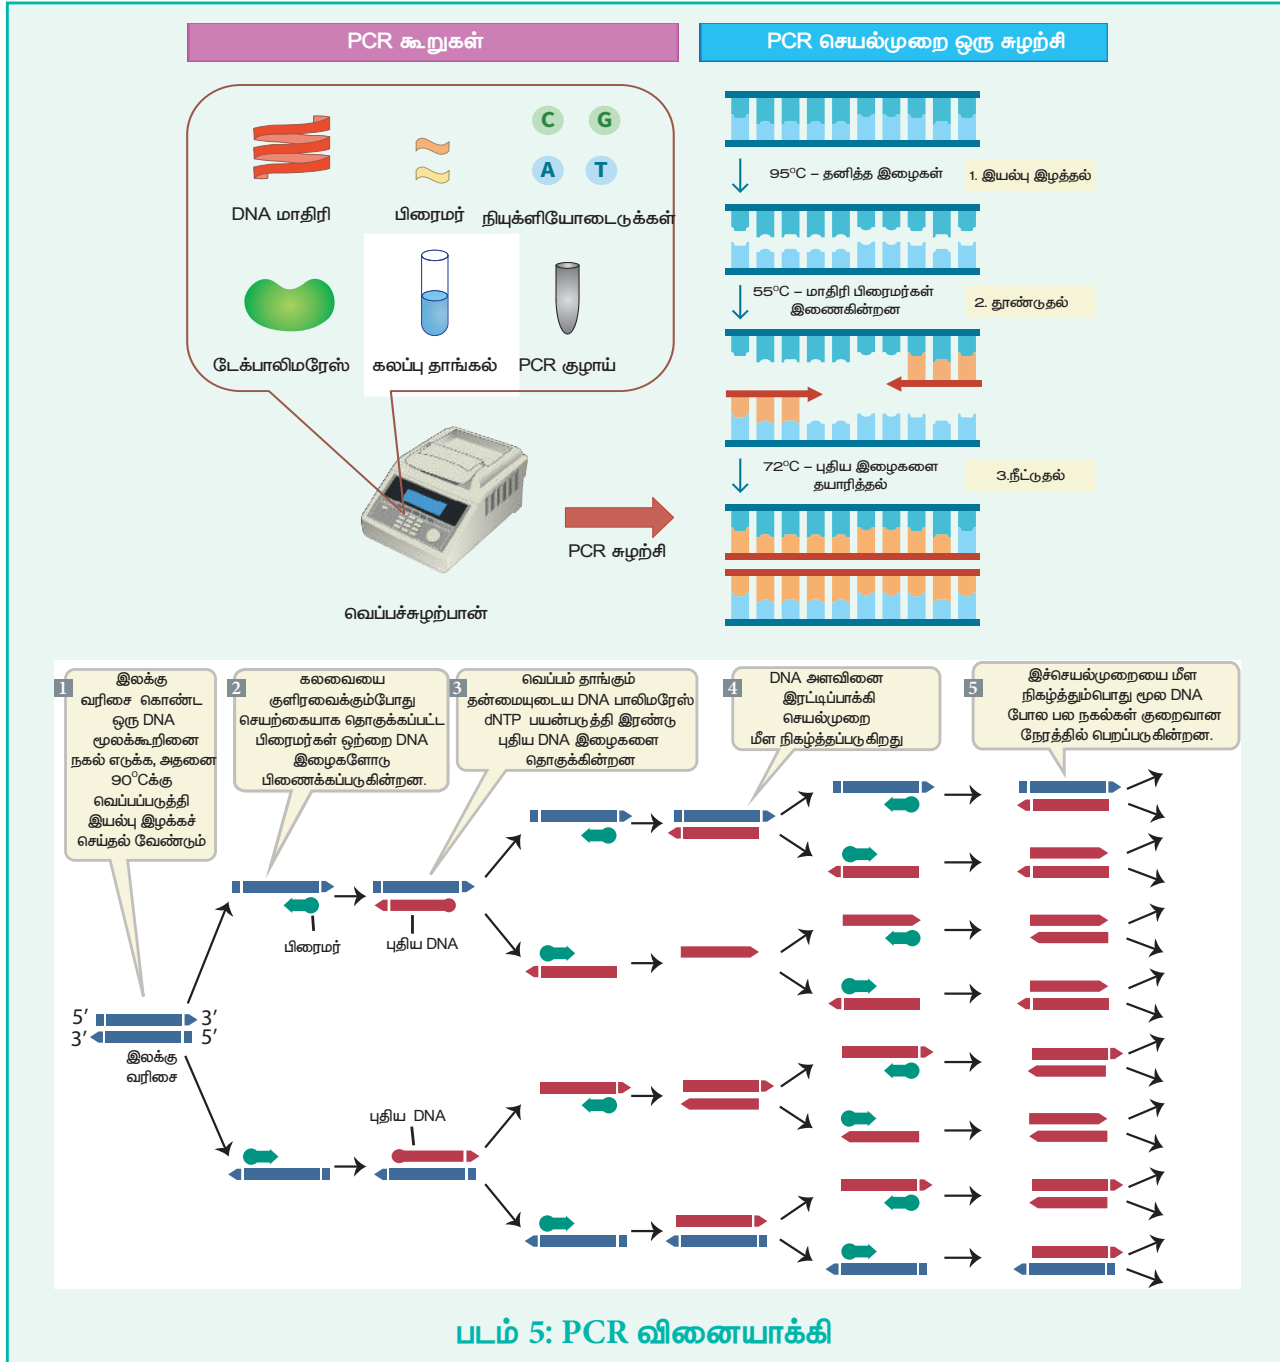 PCR கூறுகள்
PCR செயல்முறை ஒரு சுழற்சி
C
G
A
T
DNA மாதிரி
பிரைமர்
நியுக்ளியோடைடுக்கள்
டேக்பாலிமரேஸ்
கலப்பு தாங்கல்
PCR குழாய்
PCR சுழற்சி
வெப்பச்சுழற்பான்
95°C – தனித்த இழைகள்
1. இயல்பு இழத்தல்
55°C – மாதிரி பிரைமர்கள்
இணைகின்றன
2. தூண்டுதல்
72°C – புதிய இழைகளை
தயாரித்தல்
3.நீட்டுதல்
1
இலக்கு
வரிசை கொண்ட
ஒரு DNA
மூலக்கூறினை
நகல் எடுக்க, அதனை
90°Cக்கு
வெப்பப்படுத்தி
இயல்பு இழக்கச்
செய்தல் வேண்டும்
2
கலவையை
குளிரவைக்கும்போது
செயற்கையாக தொகுக்கப்பட்ட
பிரைமர்கள் ஒற்றை DNA
இழைகளோடு
பிணைக்கப்படுகின்றன.
3
வெப்பம் தாங்கும்
தன்மையுடைய DNA பாலிமரேஸ்
dNTP பயன்படுத்தி இரண்டு
புதிய DNA இழைகளை
தொகுக்கின்றன
4
DNA அளவினை
இரட்டிப்பாக்கி
செயல்முறை
மீள நிகழ்த்தப்படுகிறது
5
இச்செயல்முறையை மீள
நிகழ்த்தும்பொது மூல DNA
போல பல நகல்கள் குறைவான
நேரத்தில் பெறப்படுகின்றன.
பிரைமர்
புதிய DNA
5′ 3′
3′ 5′
இலக்கு
வரிசை
புதிய DNA
படம் 5: PCR வினையாக்கி